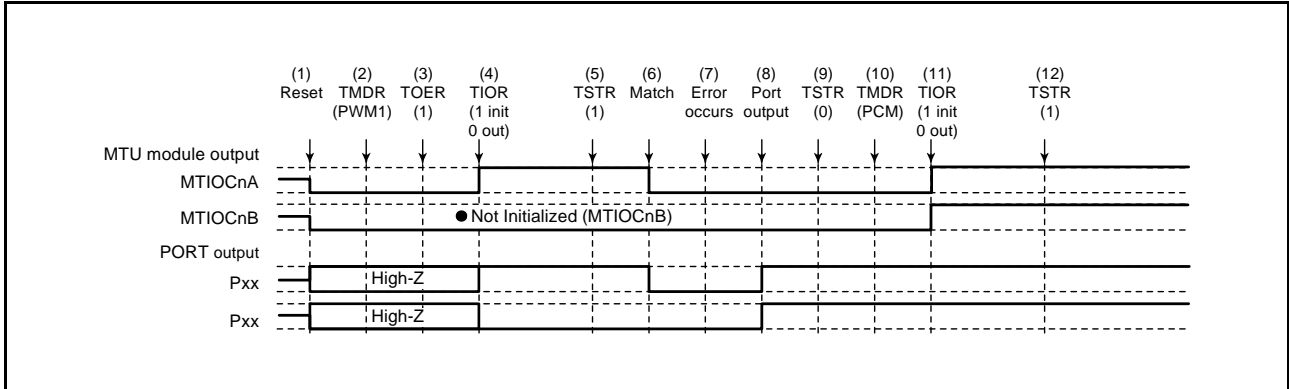 (1) (2) (3) (4) (5) (6) (7) (8) (9) (10) (11) (12)
Reset TMDR TOER TIOR TSTR Match Error Port TSTR TMDR TIOR TSTR
(PWM1) (1) (1 init (1) occurs output (0) (PCM) (1 init (1)
0 out) 0 out)
MTU module output
MTIOCnA
MTIOCnB ● Not Initialized (MTIOCnB)
PORT output
Pxx High-Z
Pxx High-Z